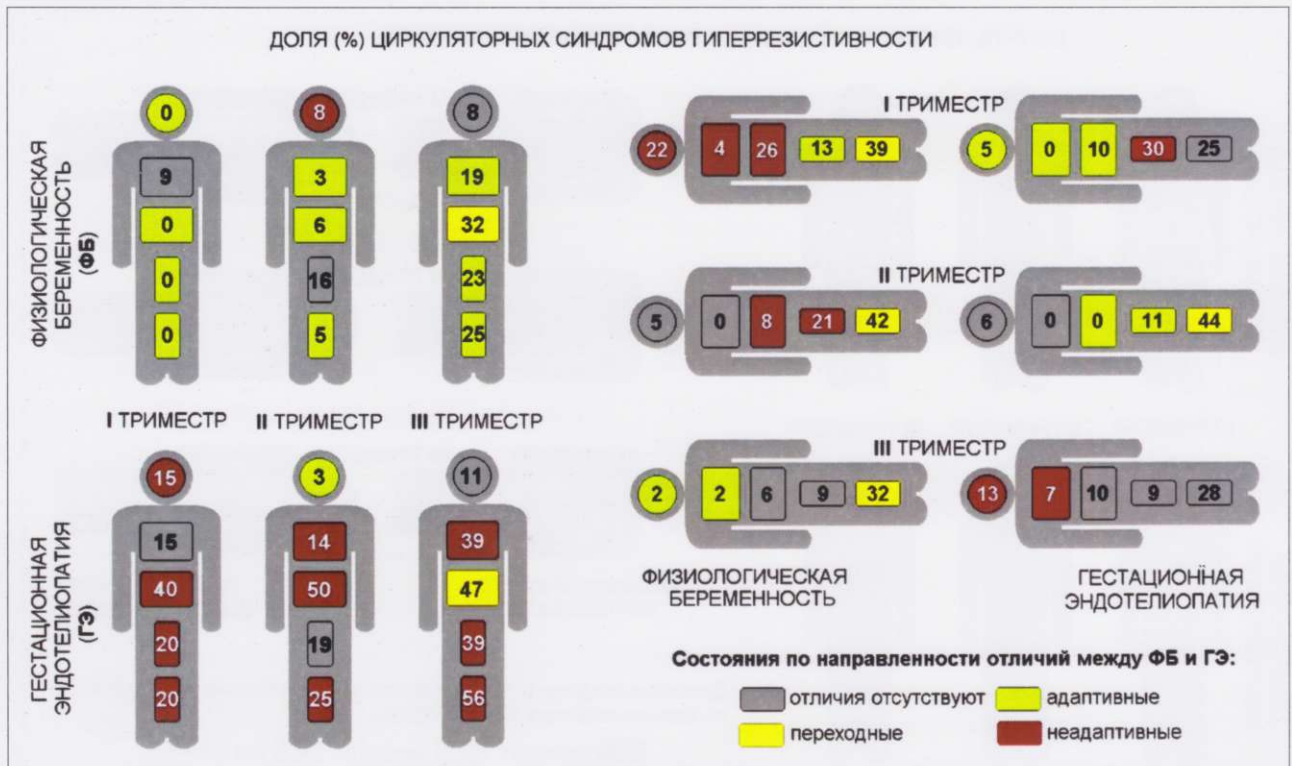 ДОЛЯ (%) ЦИРКУЛЯТОРНЫХ СИНДРОМОВ ГИПЕРРЕЗИСТИВНОСТИ
ФИЗИОЛОГИЧЕСКАЯ
БЕРЕМЕННОСТЬ
(ФБ)
0 8 8
9 3 19
0 6 32
0 16 23
0 5 25
I ТРИМЕСТР II ТРИМЕСТР III ТРИМЕСТР
ГЕСТАЦИОННАЯ
ЭНДОТЕЛИОПАТИЯ
(ГЭ)
15 3 11
15 14 39
40 50 47
20 19 39
20 25 56
I ТРИМЕСТР
22 4 26 13 39
5 0 10 30 25
II ТРИМЕСТР
5 0 8 21 42
6 0 0 11 44
III ТРИМЕСТР
2 2 6 9 32
13 7 10 9 28
ФИЗИОЛОГИЧЕСКАЯ
БЕРЕМЕННОСТЬ
ГЕСТАЦИОННАЯ
ЭНДОТЕЛИОПАТИЯ
Состояния по направленности отличий между ФБ и ГЭ:
отличия отсутствуют адаптивные
переходные неадаптивные